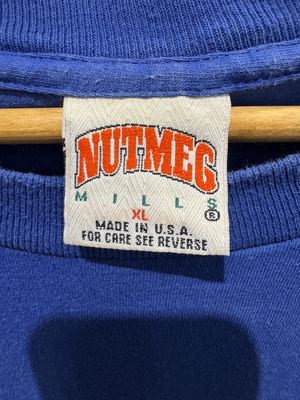 NUTMEG
MILLS
®
XL
MADE IN U.S.A.
FOR CARE SEE REVERSE